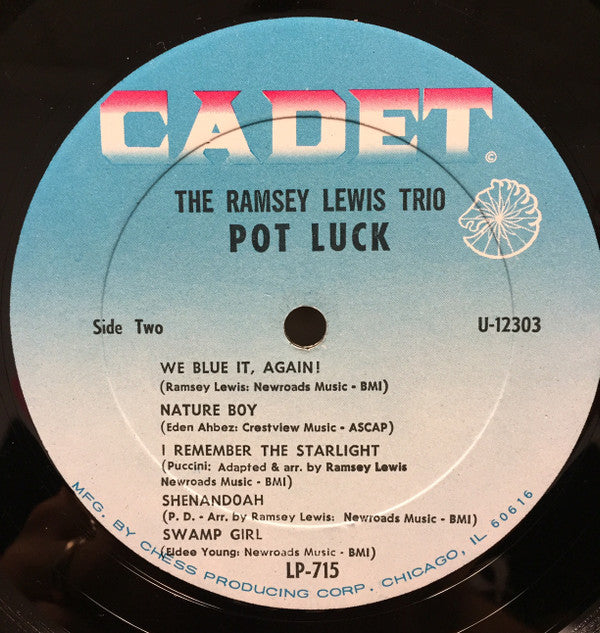 CADET
©
THE RAMSEY LEWIS TRIO
POT LUCK
Side Two
U-12303
WE BLUE IT, AGAIN!
(Ramsey Lewis: Newroads Music - BMI)
NATURE BOY
(Eden Ahbez: Crestview Music - ASCAP)
I REMEMBER THE STARLIGHT
(Puccini: Adapted & arr. by Ramsey Lewis
Newroads Music - BMI)
SHENANDOAH
(P. D. - Arr. by Ramsey Lewis: Newroads Music - BMI)
SWAMP GIRL
(Eldee Young: Newroads Music - BMI)
LP-715
MFG. BY CHESS PRODUCING CORP. CHICAGO, IL 60616